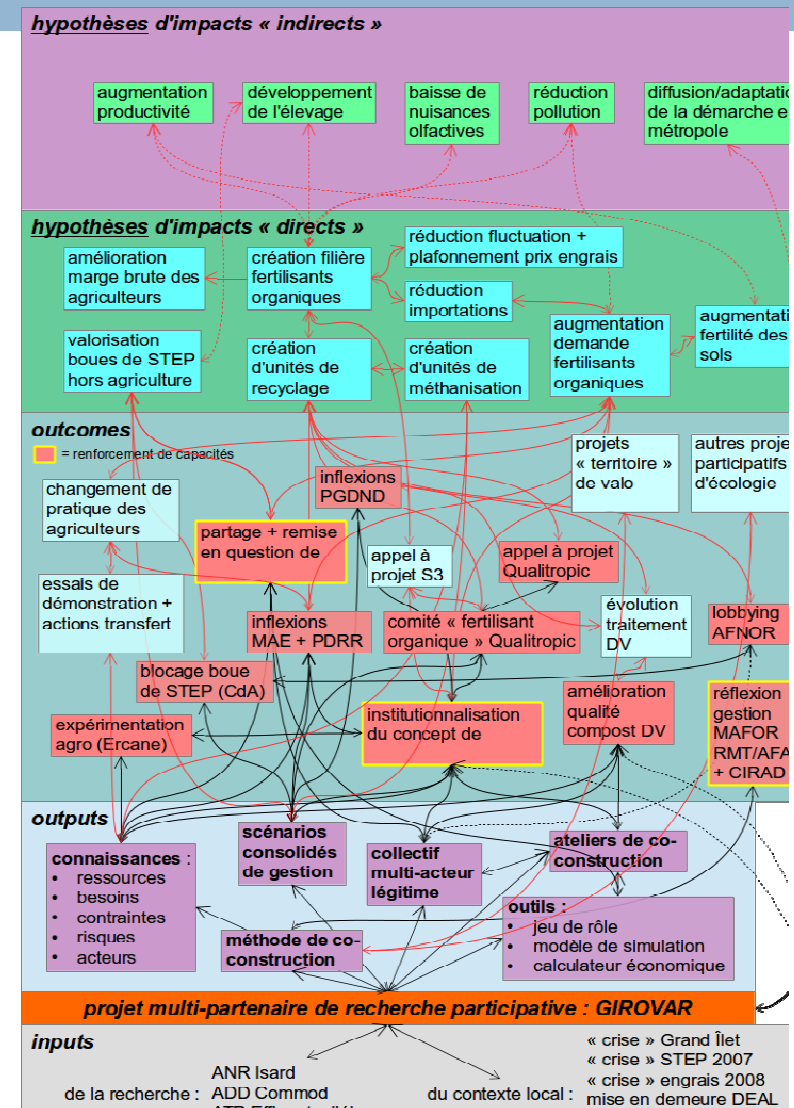 hypothèses d'impacts « indirects »
augmentation
productivité
développement
de l'élevage
baisse de
nuisances
olfactives
réduction
pollution
diffusion/adaptatio
de la démarche e
métropole
hypothèses d'impacts « directs »
amélioration
marge brute des
agriculteurs
création filière
fertilisants
organiques
réduction fluctuation +
plafonnement prix engrais
réduction
importations
valorisation
boues de STEP
hors agriculture
création
d'unités de
recyclage
création
d'unités de
méthanisation
augmentation
demande
fertilisants
organiques
augmentati
fertilité des
sols
outcomes
= renforcement de capacités
changement de
pratique des
agriculteurs
partage + remise
en question de
inflexions
PGDND
projets
« territoire »
de valo
autres proje
participatifs
d'écologie
appel à
projet S3
appel à projet
Qualitropic
essais de
démonstration +
actions transfert
inflexions
MAE + PDRR
comité « fertilisant
organique » Qualitropic
évolution
traitement
DV
lobbying
AFNOR
blocage boue
de STEP (CdA)
expérimentation
agro (Ercane)
institutionnalisation
du concept de
amélioration
qualité
compost DV
réflexion
gestion
MAFOR
RMT/AFA
+ CIRAD
outputs
connaissances :
• ressources
• besoins
• contraintes
• risques
• acteurs
scénarios
consolidés
de gestion
collectif
multi-acteur
légitime
ateliers de co-
construction
méthode de co-
construction
outils :
• jeu de rôle
• modèle de simulation
• calculateur économique
projet multi-partenaire de recherche participative : GIROVAR
inputs
de la recherche :
ANR Isard
ADD Commod
du contexte local :
« crise » Grand Îlet
« crise » STEP 2007
« crise » engrais 2008
mise en demeure DEAL